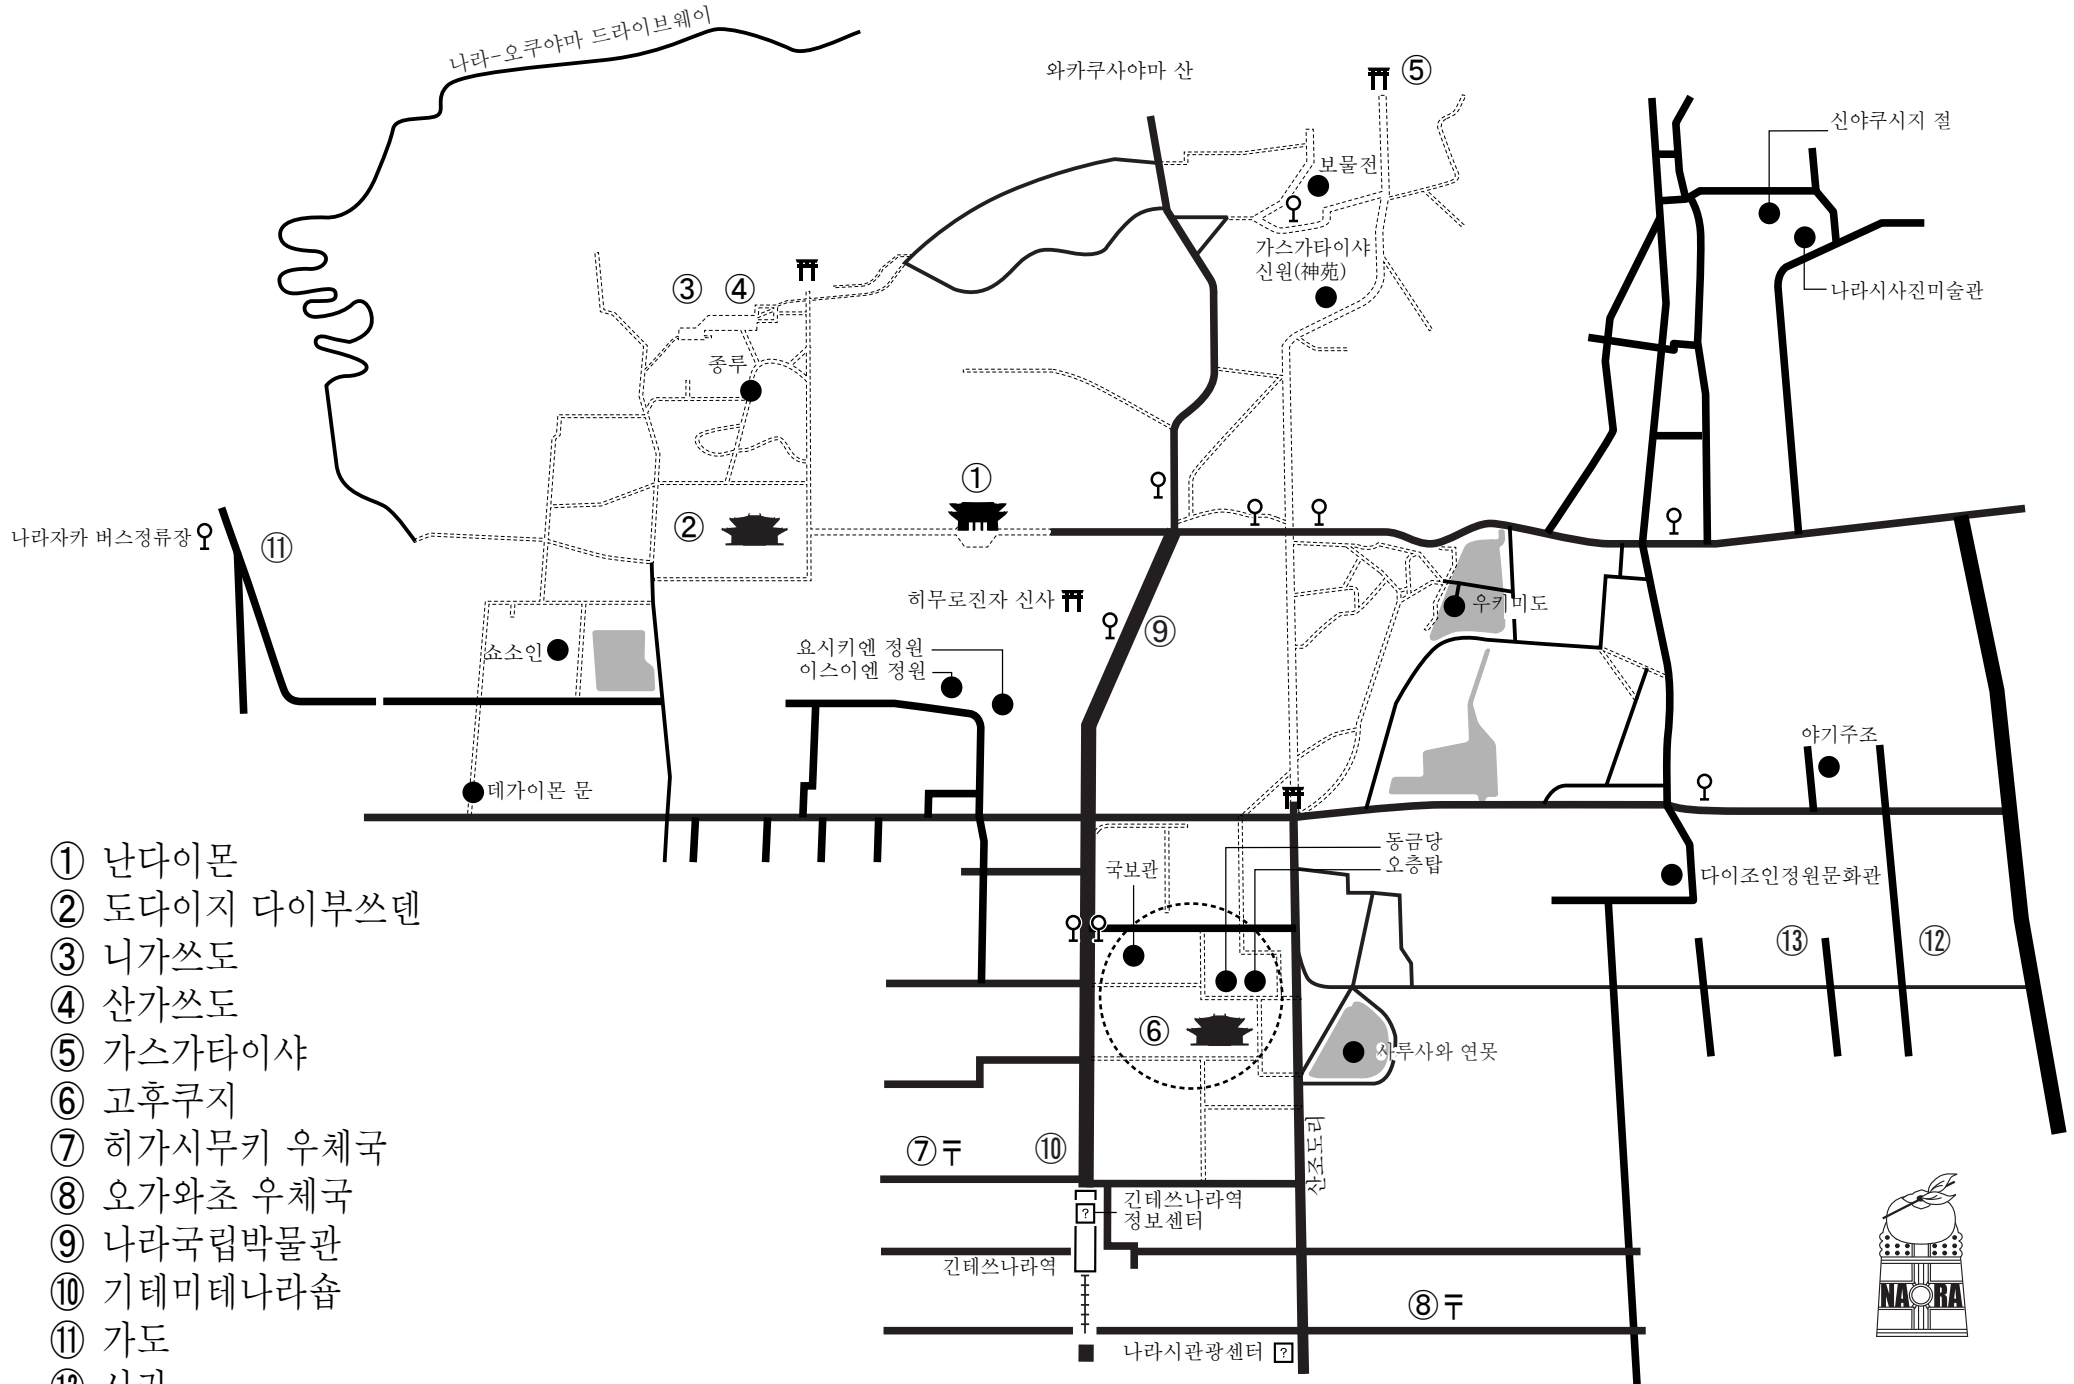 나라-오쿠야마 드라이브웨이
와카쿠사야마 산
⑤
신야쿠시지 절
보물전
가스가타이샤
신원(神苑)
나라시사진미술관
③
④
종루
①
②
나라자카 버스정류장
⑪
히무로진자 신사
⑨
우키미도
요시키엔 정원
이스이엔 정원
쇼소인
야기주조
데가이몬 문
동금당
오층탑
국보관
다이조인정원문화관
⑬
⑫
⑥
사루사와 연못
⑦〒
⑩
산조도리
긴테쓰나라역
정보센터
?
긴테쓰나라역
⑧〒
나라시관광센터 ?
NARA
① 난다이몬
② 도다이지 다이부쓰덴
③ 니가쓰도
④ 산가쓰도
⑤ 가스가타이샤
⑥ 고후쿠지
⑦ 히가시무키 우체국
⑧ 오가와초 우체국
⑨ 나라국립박물관
⑩ 기테미테나라숍
⑪ 가도